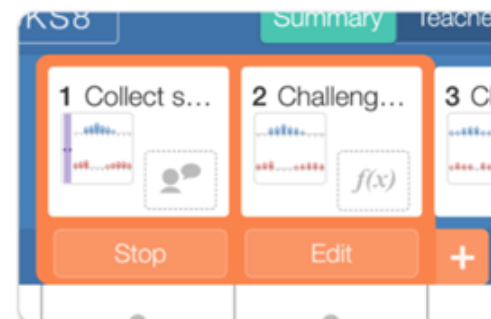 KS8 Summary Teache
1 Collect s... 2 Challeng... 3 C
f(x)
Stop Edit +